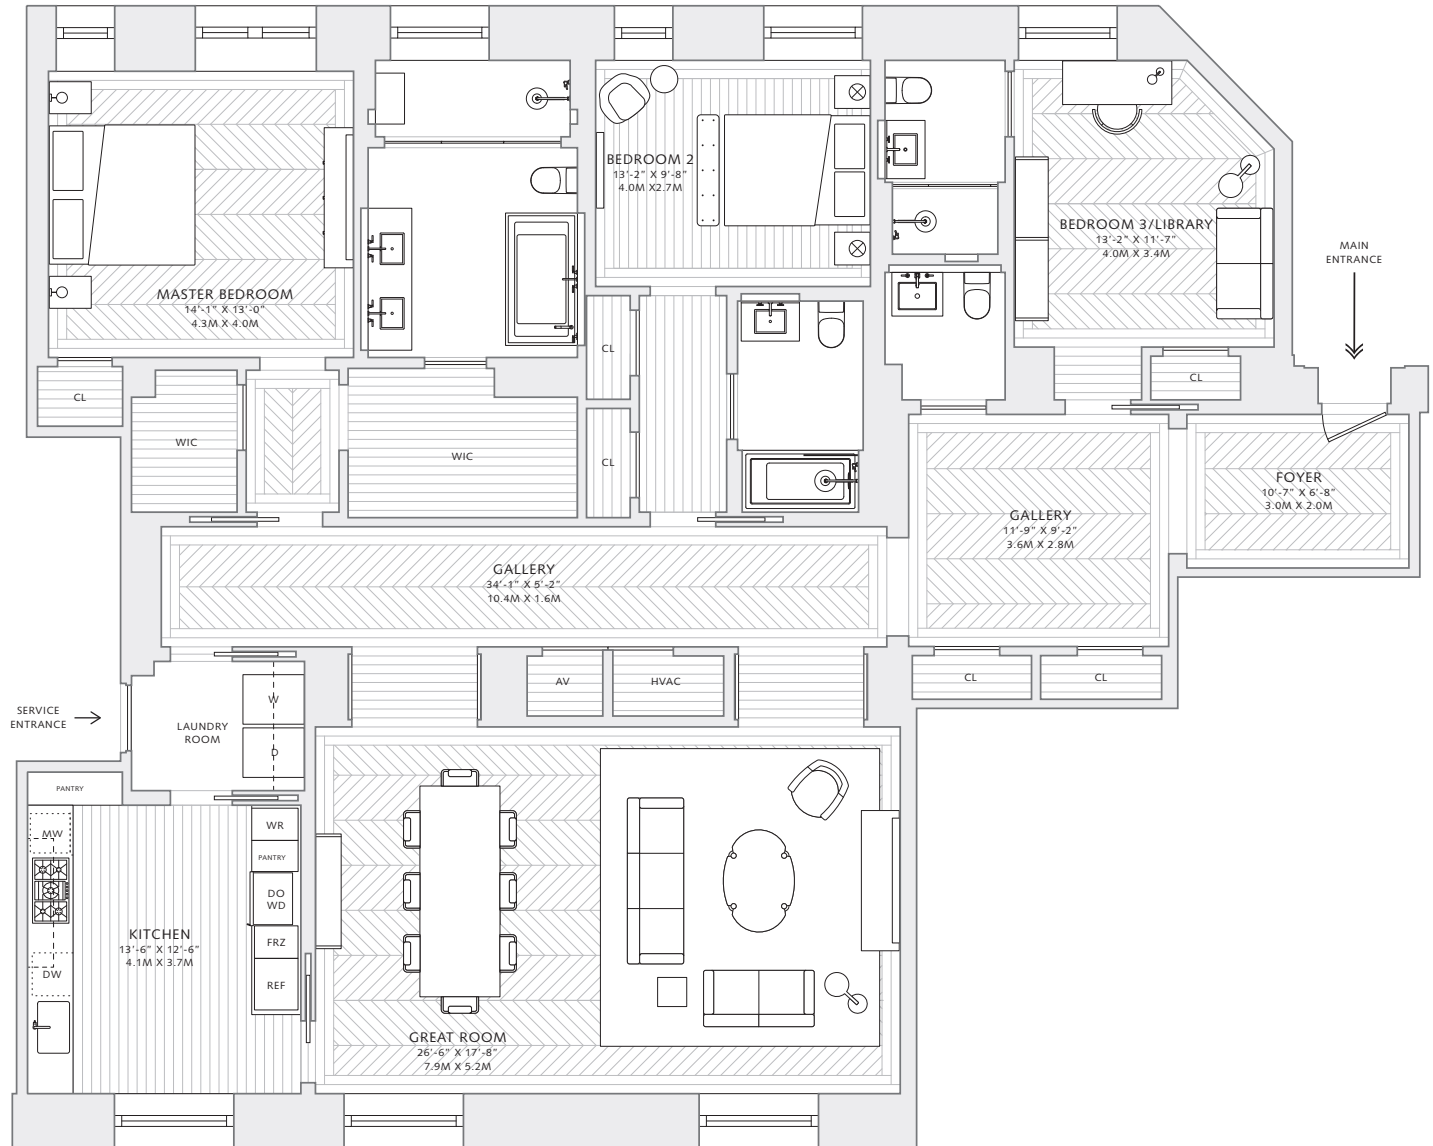 BEDROOM 2
13'-2" X 9'-8"
4.0M X2.7M
BEDROOM 3/LIBRARY
13'-2" X 11'-7"
4.0M X 3.4M
MAIN
ENTRANCE
MASTER BEDROOM
14'-1" X 13'-0"
4.3M X 4.0M
CL
CL
CL
WIC
WIC
CL
FOYER
10'-7" X 6'-8"
3.0M X 2.0M
GALLERY
11'-9" X 9'-2"
3.6M X 2.8M
GALLERY
34'-1" X 5'-2"
10.4M X 1.6M
AV
HVAC
CL
CL
SERVICE
ENTRANCE
LAUNDRY
ROOM
W
D
PANTRY
MW
WR
PANTRY
DO
WD
KITCHEN
13'-6" X 12'-6"
4.1M X 3.7M
FRZ
DW
REF
GREAT ROOM
26'-6" X 17'-8"
7.9M X 5.2M